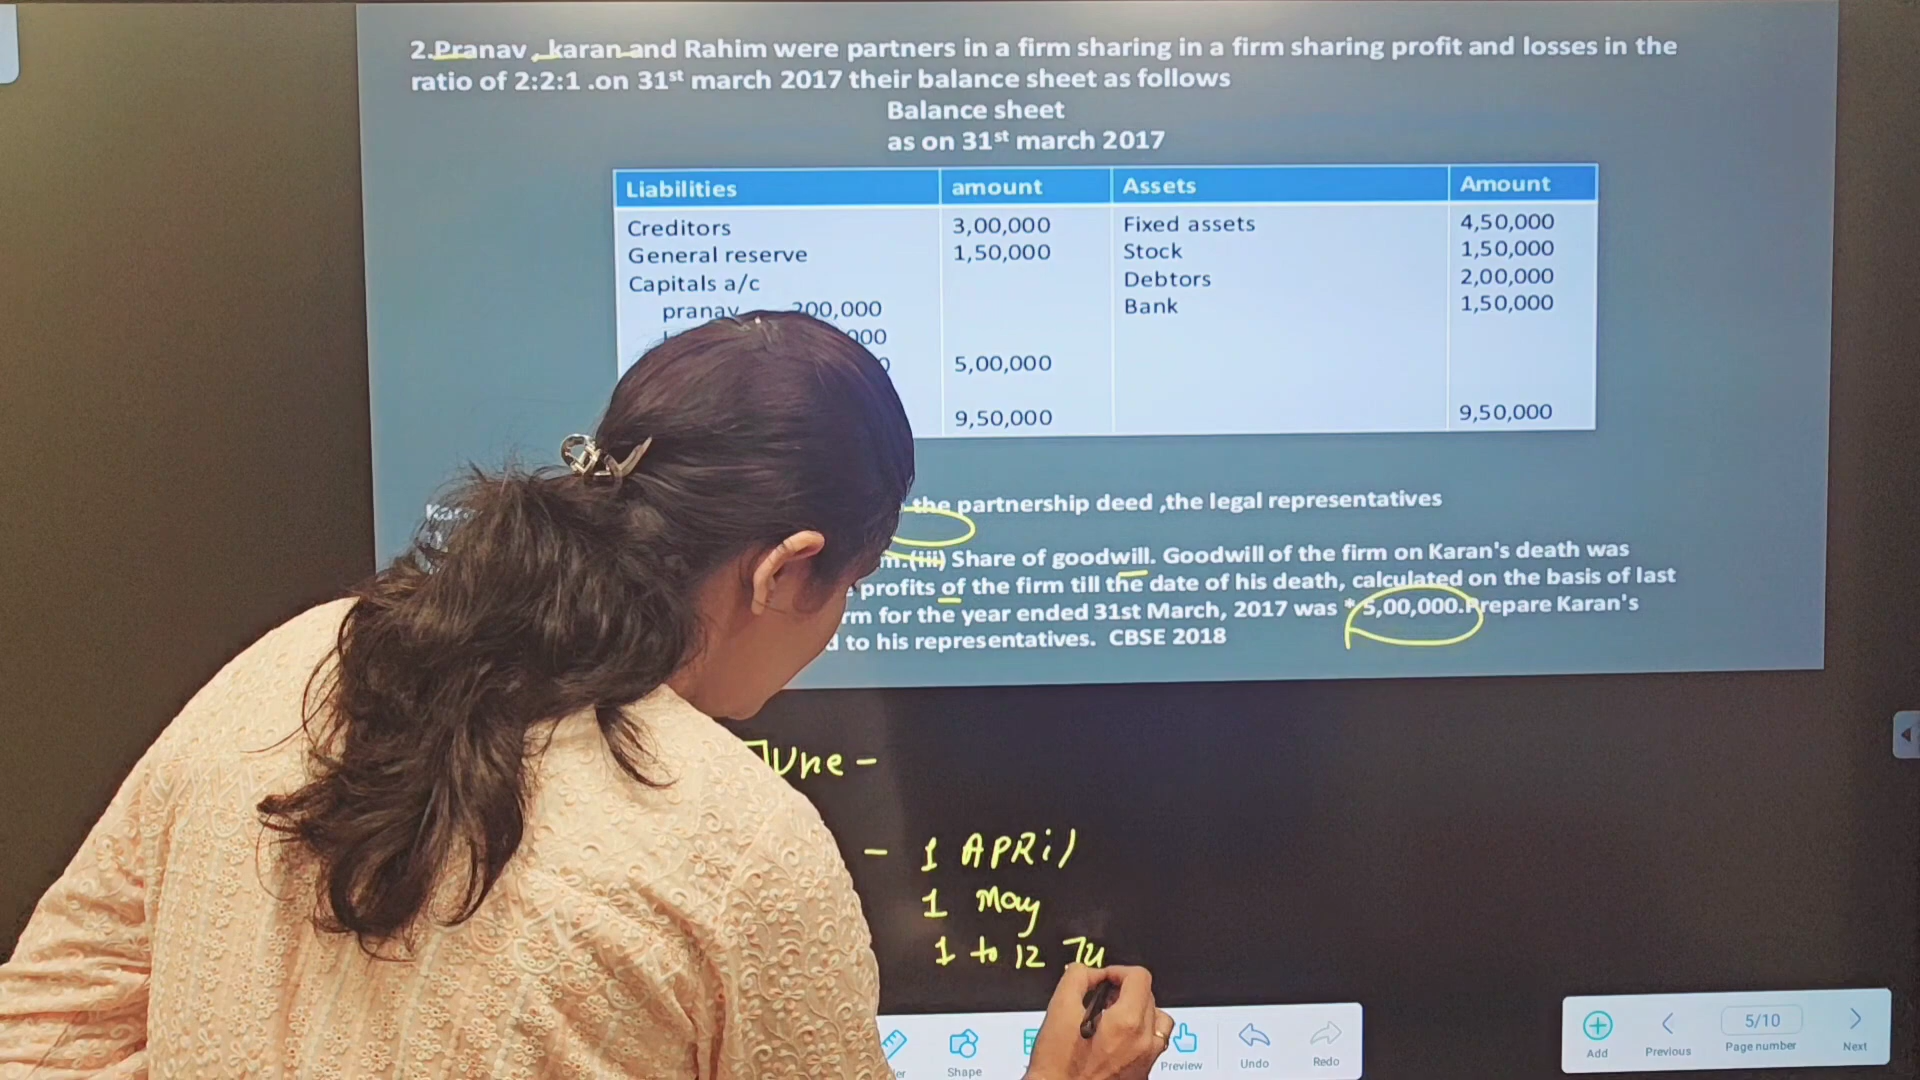 2.Pranav , karan and Rahim were partners in a firm sharing in a firm sharing profit and losses in the
ratio of 2:2:1 .on 31st march 2017 their balance sheet as follows
Balance sheet
as on 31st march 2017
Liabilities amount Assets Amount
Creditors 3,00,000 Fixed assets 4,50,000
General reserve 1,50,000 Stock 1,50,000
Capitals a/c Debtors 2,00,000
pranav 200,000 Bank 1,50,000
5,00,000
9,50,000 9,50,000
the partnership deed ,the legal representatives
(iii) Share of goodwill. Goodwill of the firm on Karan's death was
profits of the firm till the date of his death, calculated on the basis of last
for the year ended 31st March, 2017 was 5,00,000.Prepare Karan's
to his representatives. CBSE 2018
June -
- 1 APRil
1 May
1 to 12 Ju
Shape Preview Undo Redo
Add Previous 5/10 Page number Next